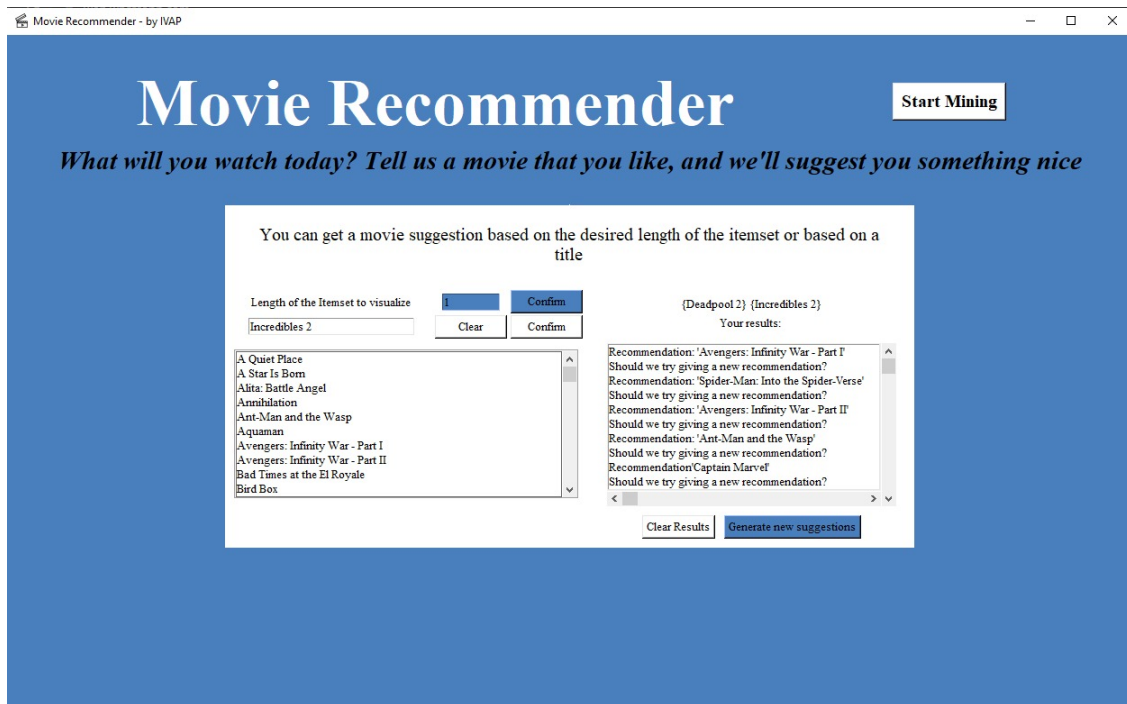 Movie Recommender - by IVAP
Movie Recommender
Start Mining
What will you watch today? Tell us a movie that you like, and we'll suggest you something nice
You can get a movie suggestion based on the desired length of the itemset or based on a
title
Length of the Itemset to visualize
1
Confirm
Incredibles 2
Clear
Confirm
A Quiet Place
A Star Is Born
Alita: Battle Angel
Annihilation
Ant-Man and the Wasp
Aquaman
Avengers: Infinity War - Part I
Avengers: Infinity War - Part II
Bad Times at the El Royale
Bird Box
{Deadpool 2} {Incredibles 2}
Your results:
Recommendation: 'Avengers: Infinity War - Part I'
Should we try giving a new recommendation?
Recommendation: 'Spider-Man: Into the Spider-Verse'
Should we try giving a new recommendation?
Recommendation: 'Avengers: Infinity War - Part II'
Should we try giving a new recommendation?
Recommendation: 'Ant-Man and the Wasp'
Should we try giving a new recommendation?
Recommendation'Captain Marvel'
Should we try giving a new recommendation?
Clear Results
Generate new suggestions